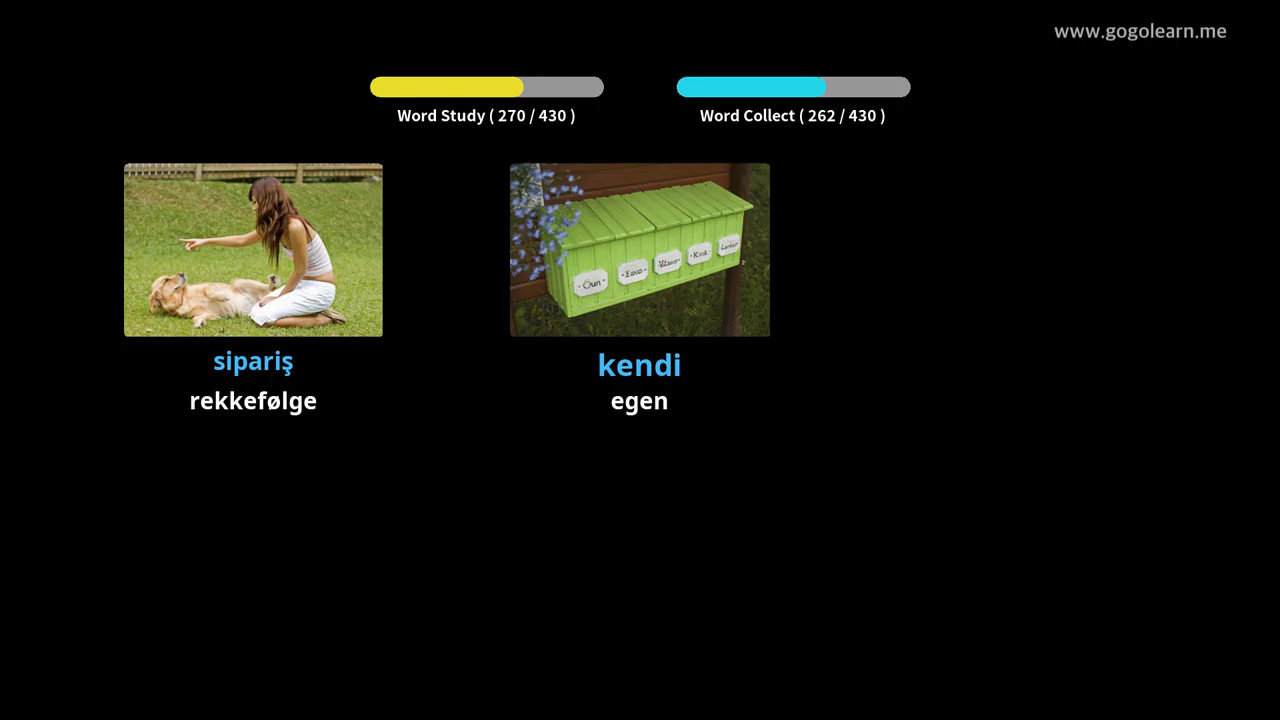 www.gogolearn.me
Word Study ( 270 / 430 )
Word Collect ( 262 / 430 )
sipariş
rekkefølge
kendi
egen